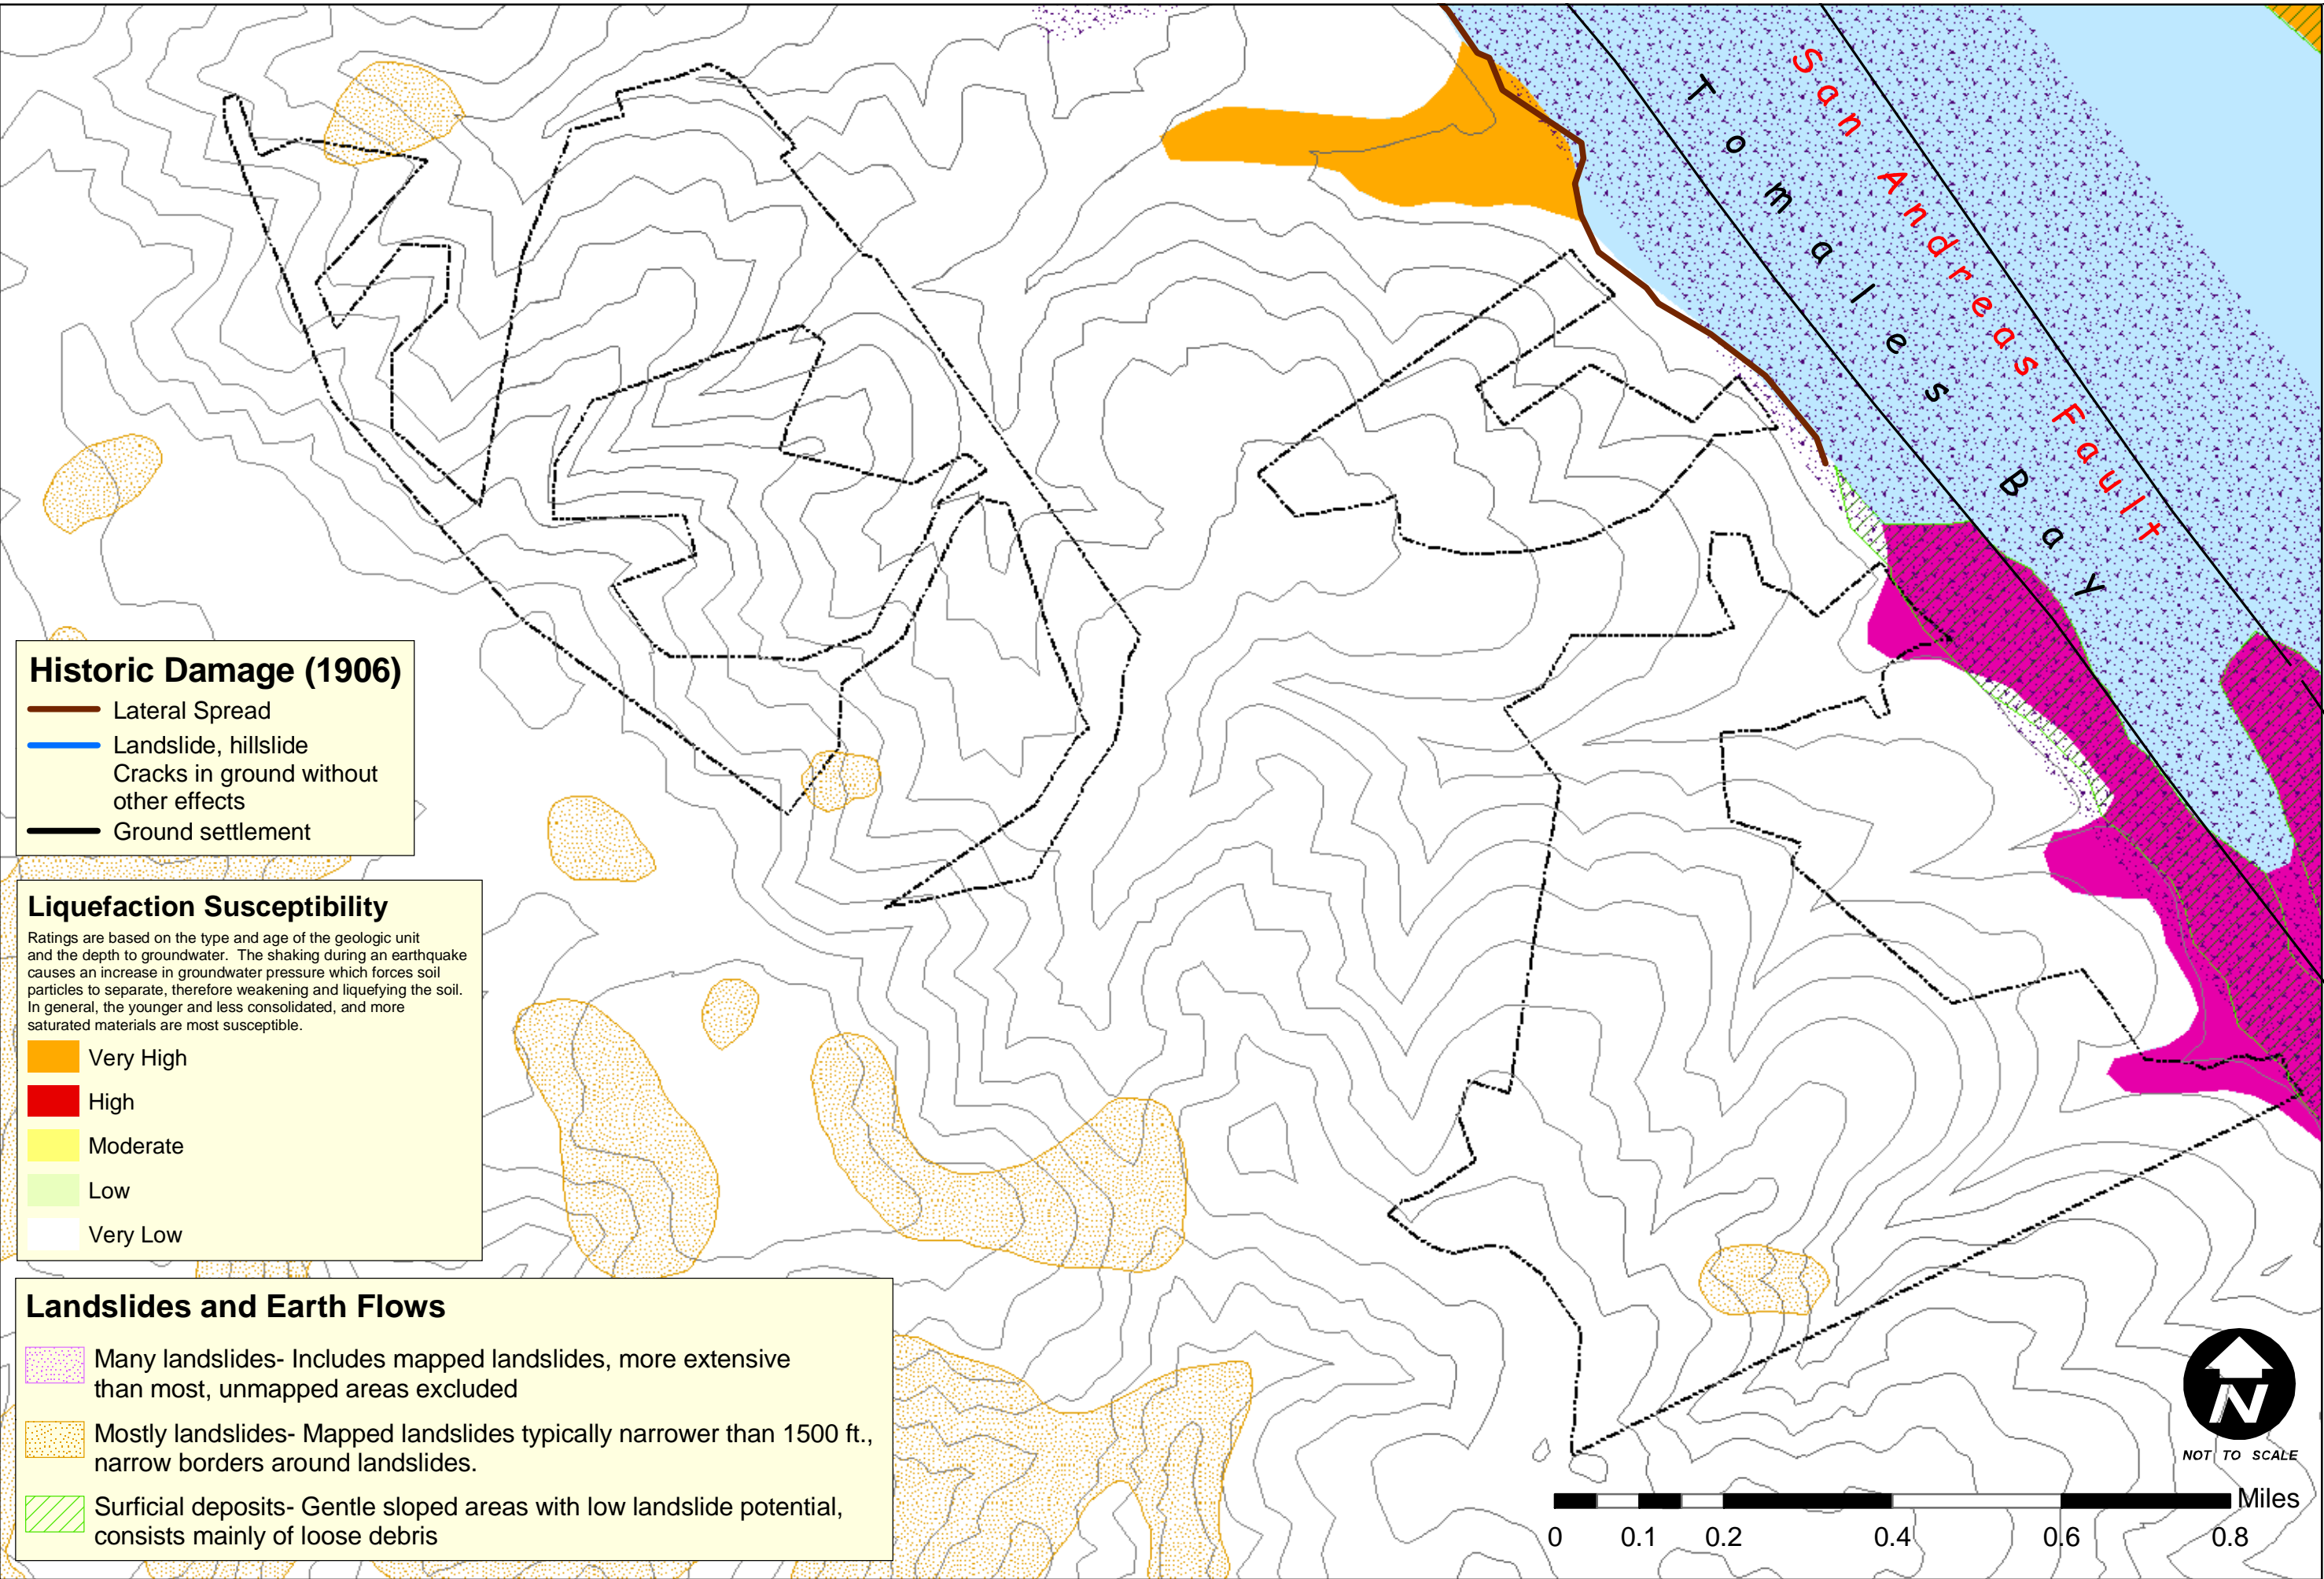 San Andreas Fault
Tomales Bay
Historic Damage (1906)
Lateral Spread
Landslide, hillslide
Cracks in ground without
other effects
Ground settlement
Liquefaction Susceptibility
Ratings are based on the type and age of the geologic unit
and the depth to groundwater. The shaking during an earthquake
causes an increase in groundwater pressure which forces soil
particles to separate, therefore weakening and liquefying the soil.
In general, the younger and less consolidated, and more
saturated materials are most susceptible.
Very High
High
Moderate
Low
Very Low
Landslides and Earth Flows
Many landslides- Includes mapped landslides, more extensive
than most, unmapped areas excluded
Mostly landslides- Mapped landslides typically narrower than 1500 ft.,
narrow borders around landslides.
Surficial deposits- Gentle sloped areas with low landslide potential,
consists mainly of loose debris
N
NOT TO SCALE
Miles
0 0.1 0.2 0.4 0.6 0.8